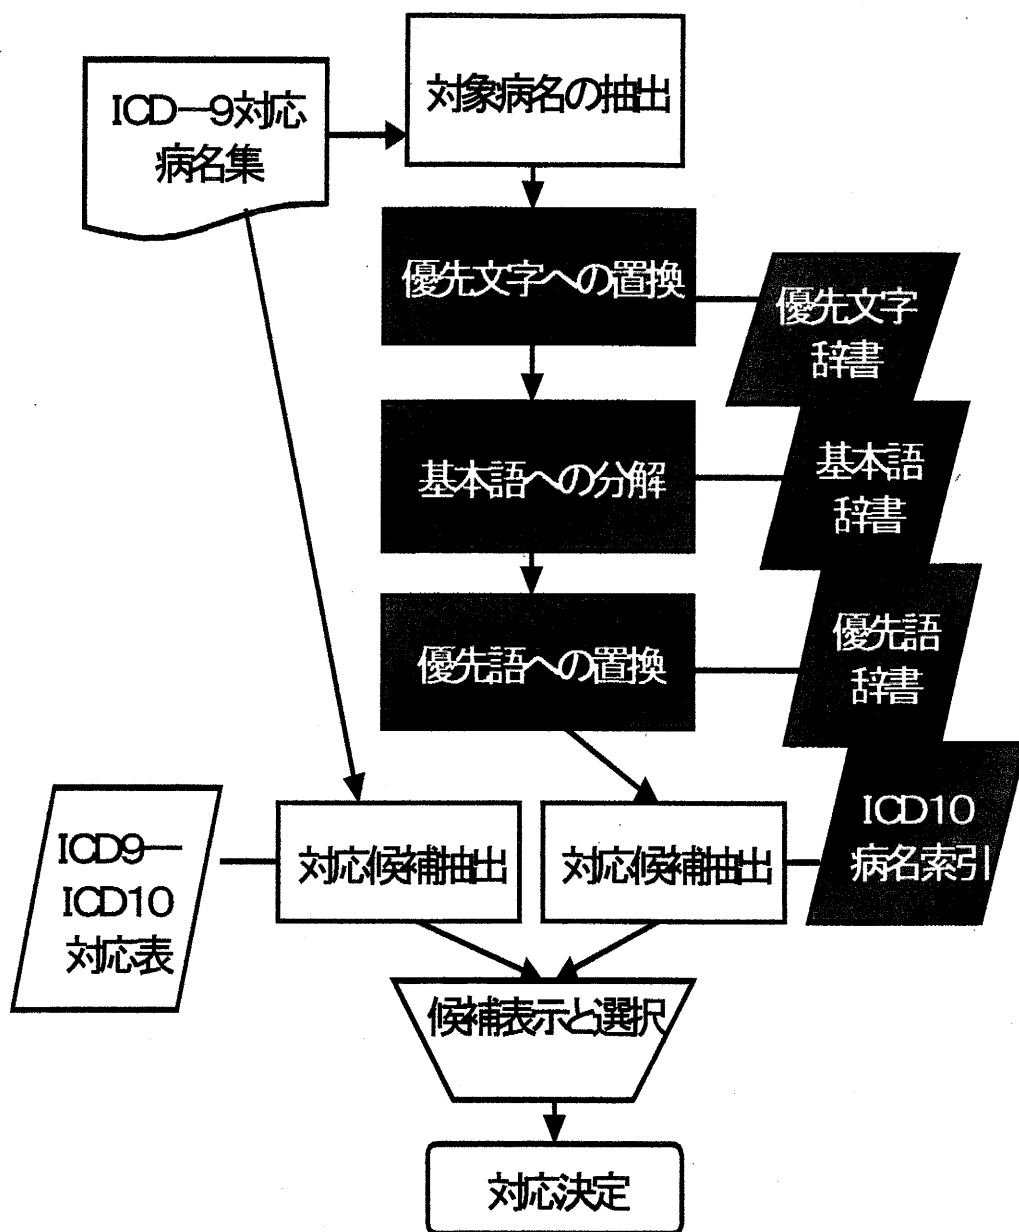 対象病名の抽出
ICD―9対応
病名集
優先文字への置換
優先文字
辞書
基本語への分解
基本語
辞書
優先語への置換
優先語
辞書
ICD9―
ICD10
対応表
対応候補抽出
対応候補抽出
ICD10
病名索引
候補表示と選択
対応決定